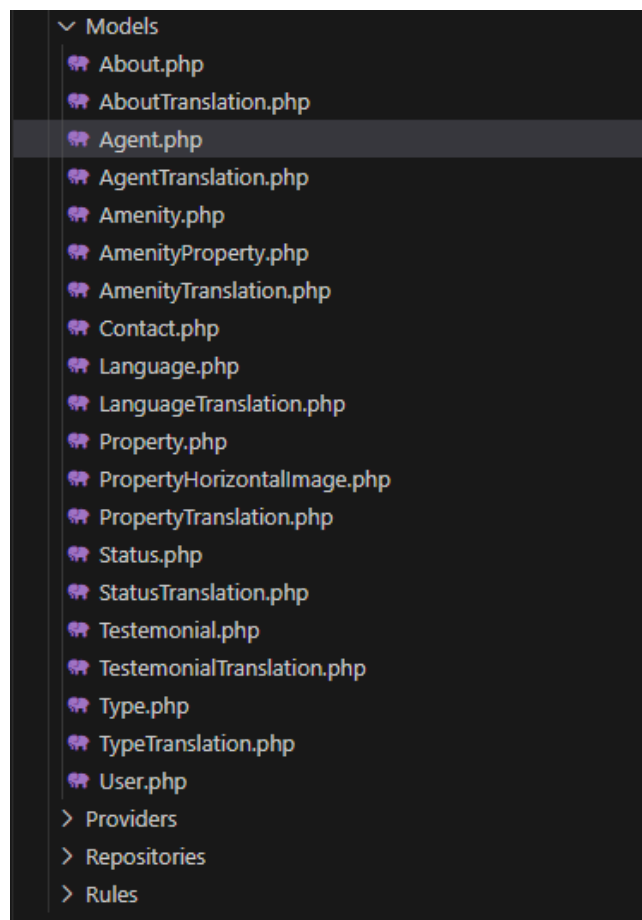 Models
About.php
AboutTranslation.php
Agent.php
AgentTranslation.php
Amenity.php
AmenityProperty.php
AmenityTranslation.php
Contact.php
Language.php
LanguageTranslation.php
Property.php
PropertyHorizontalImage.php
PropertyTranslation.php
Status.php
StatusTranslation.php
Testemonial.php
TestemonialTranslation.php
Type.php
TypeTranslation.php
User.php
Providers
Repositories
Rules